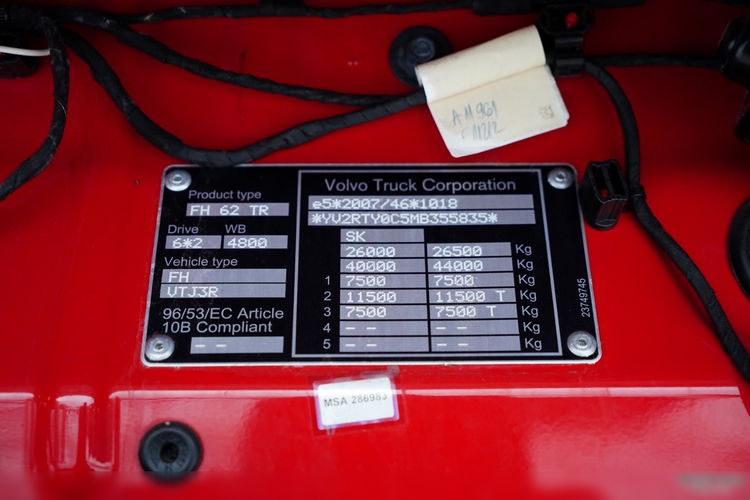 AM961
Product type
FH 62 TR
Drive WB
6*2 4800
Vehicle type
FH
VTJ3R
96/53/EC Article
10B Compliant
- -
Volvo Truck Corporation
e5*2007/46*1018
*YV2RTY0C5MB355835*
SK
26000 26500 Kg
40000 44000 Kg
1 7500 7500 Kg
2 11500 11500 T Kg
3 7500 7500 T Kg
4 - - - - Kg
5 - - - - Kg
23749745
MSA 286983